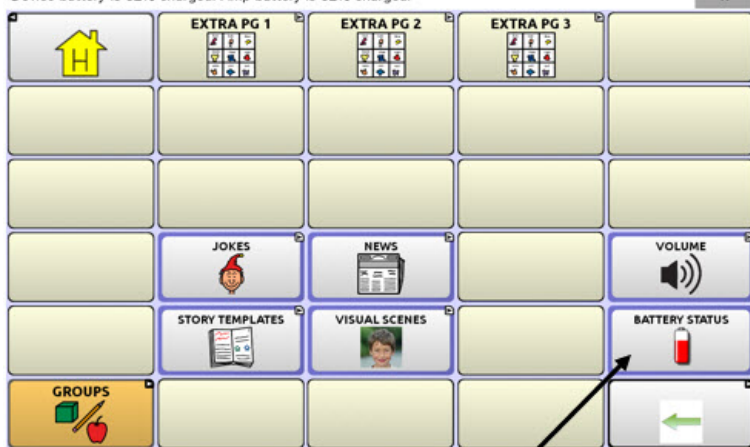 H
EXTRA PG 1
EXTRA PG 2
EXTRA PG 3
JOKES
NEWS
VOLUME
STORY TEMPLATES
VISUAL SCENES
BATTERY STATUS
GROUPS